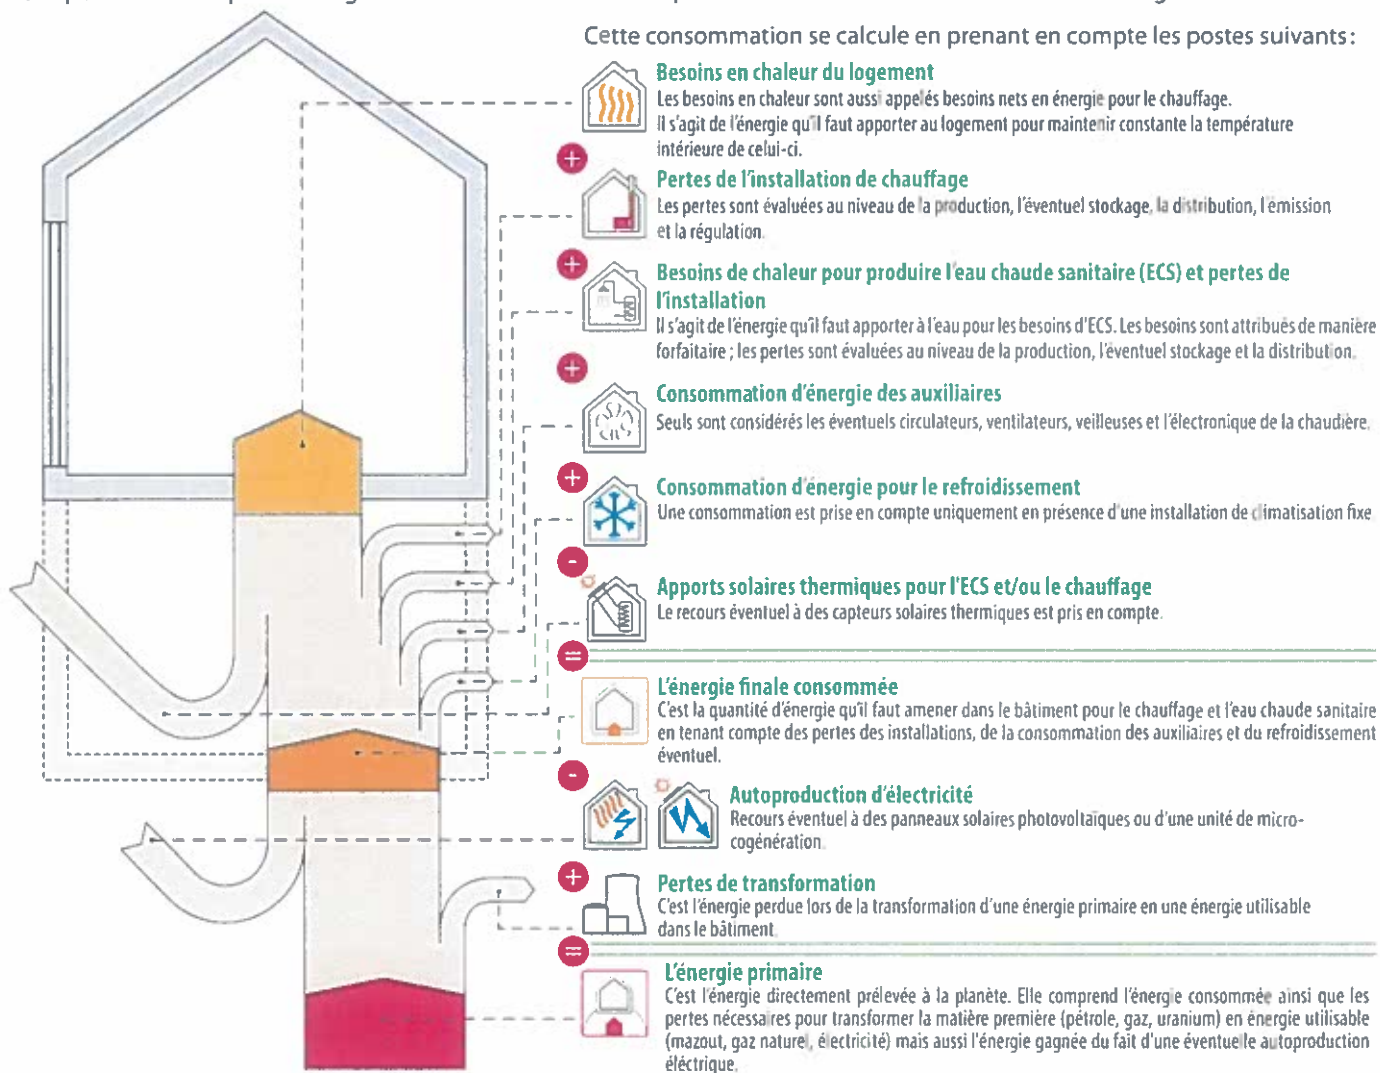 Cette consommation se calcule en prenant en compte les postes suivants:
Besoins en chaleur du logement
Les besoins en chaleur sont aussi appelés besoins nets en énergie pour le chauffage.
Il s'agit de l'énergie qu'il faut apporter au logement pour maintenir constante la température
intérieure de celui-ci.
+
Pertes de l'installation de chauffage
Les pertes sont évaluées au niveau de la production, l'éventuel stockage, la distribution, l'émission
et la régulation.
+
Besoins de chaleur pour produire l'eau chaude sanitaire (ECS) et pertes de
l'installation
Il s'agit de l'énergie qu'il faut apporter à l'eau pour les besoins d'ECS. Les besoins sont attribués de manière
forfaitaire ; les pertes sont évaluées au niveau de la production, l'éventuel stockage et la distribution.
+
Consommation d'énergie des auxiliaires
Seuls sont considérés les éventuels circulateurs, ventilateurs, veilleuses et l'électronique de la chaudière.
+
Consommation d'énergie pour le refroidissement
Une consommation est prise en compte uniquement en présence d'une installation de climatisation fixe
-
Apports solaires thermiques pour l'ECS et/ou le chauffage
Le recours éventuel à des capteurs solaires thermiques est pris en compte.
=
L'énergie finale consommée
C'est la quantité d'énergie qu'il faut amener dans le bâtiment pour le chauffage et l'eau chaude sanitaire
en tenant compte des pertes des installations, de la consommation des auxiliaires et du refroidissement
éventuel.
-
Autoproduction d'électricité
Recours éventuel à des panneaux solaires photovoltaïques ou d'une unité de micro-
cogénération.
+
Pertes de transformation
C'est l'énergie perdue lors de la transformation d'une énergie primaire en une énergie utilisable
dans le bâtiment.
=
L'énergie primaire
C'est l'énergie directement prélevée à la planète. Elle comprend l'énergie consommée ainsi que les
pertes nécessaires pour transformer la matière première (pétrole, gaz, uranium) en énergie utilisable
(mazout, gaz naturel, électricité) mais aussi l'énergie gagnée du fait d'une éventuelle autoproduction
éléctrique.